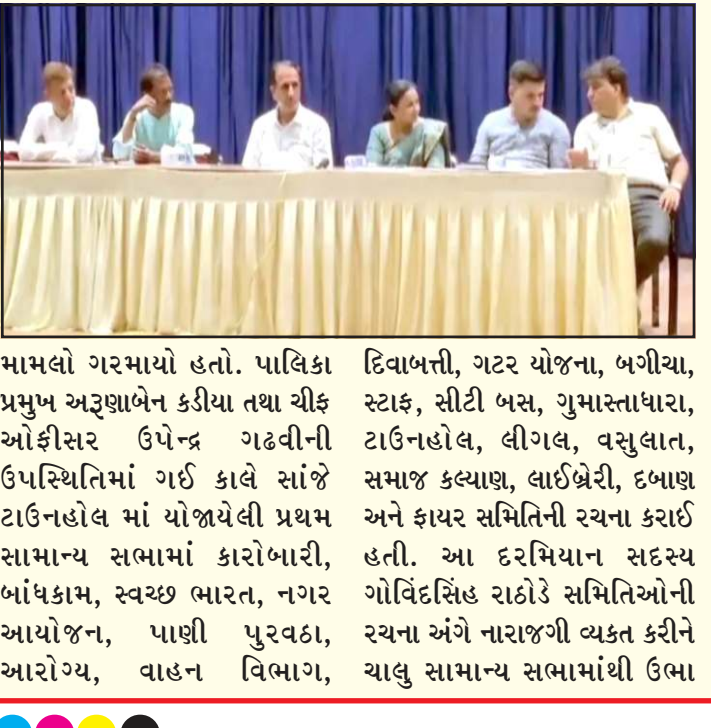 મામલો ગરમાયો હતો. પાલિકા
પ્રમુખ અરૂણાબેન કડીયા તથા ચીફ
ઓફીસર ઉપેન્દ્ર ગઢવીની
ઉપસ્થિતિમાં ગઈ કાલે સાંજે
ટાઉનહોલ માં યોજાયેલી પ્રથમ
સામાન્ય સભામાં કારોબારી,
બાંધકામ, સ્વચ્છ ભારત, નગર
આયોજન, પાણી પુરવઠા,
આરોગ્ય, વાહન વિભાગ,
દિવાબત્તી, ગટર યોજના, બગીચા,
સ્ટાફ, સીટી બસ, ગુમાસ્તાધારા,
ટાઉનહોલ, લીગલ, વસુલાત,
સમાજ કલ્યાણ, લાઈબ્રેરી, દબાણ
અને ફાયર સમિતિની રચના કરાઈ
હતી. આ દરમિયાન સદસ્ય
ગોવિંદસિંહ રાઠોડે સમિતિઓની
રચના અંગે નારાજગી વ્યકત કરીને
ચાલુ સામાન્ય સભામાંથી ઉભા